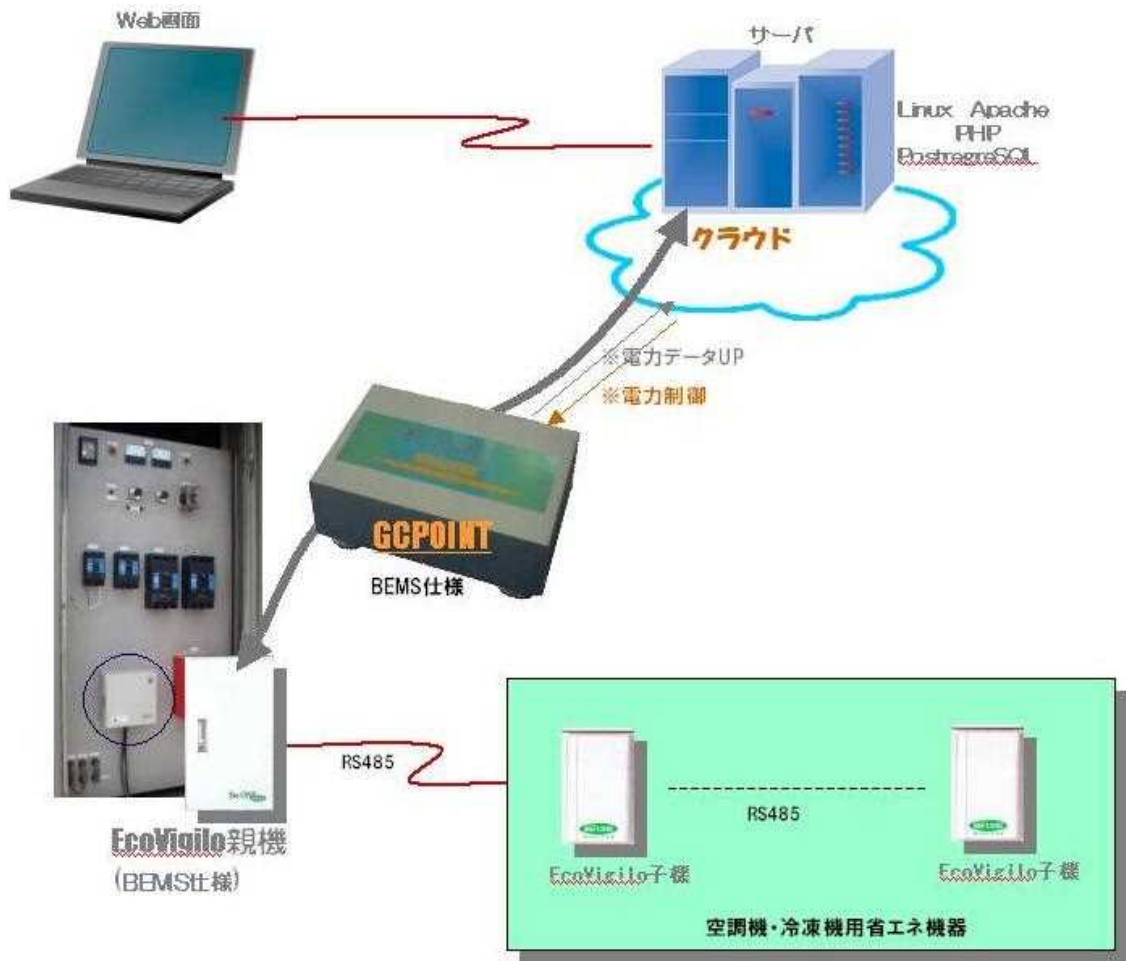 Web画面
サーバ
Linux Apache
PHP
PostregreSQL
クラウド
※電力データUP
※電力制御
GCPOINT
BEMS仕様
RS485
EcoVigilo親機
(BEMS仕様)
RS485
EcoVigilo子機
EcoVigilo子機
空調機・冷凍機用省エネ機器